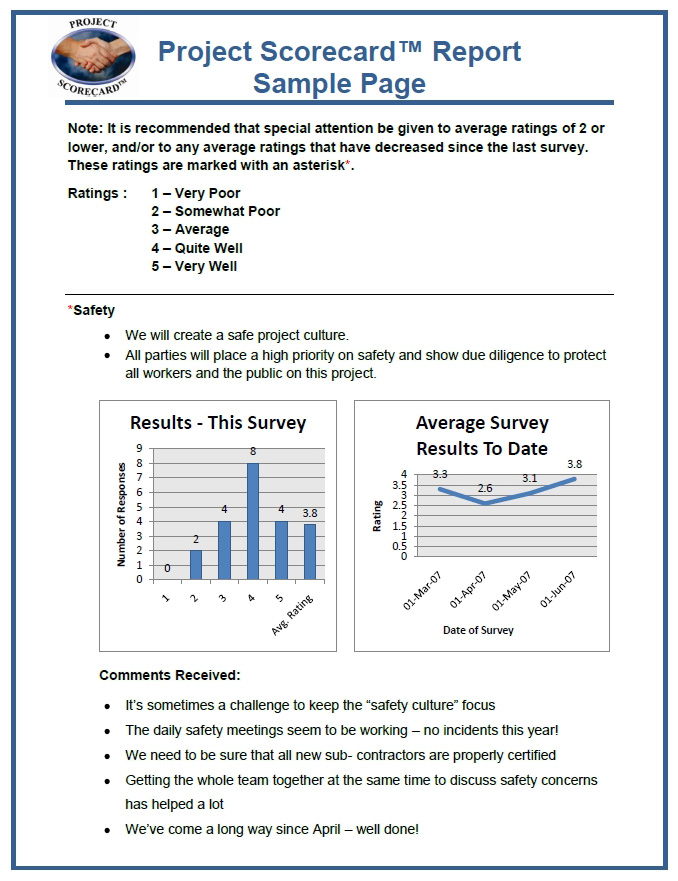 PROJECT
SCORECARD™
Project Scorecard™ Report
Sample Page
Note: It is recommended that special attention be given to average ratings of 2 or
lower, and/or to any average ratings that have decreased since the last survey.
These ratings are marked with an asterisk*.
Ratings : 1 – Very Poor
2 – Somewhat Poor
3 – Average
4 – Quite Well
5 – Very Well
*Safety
• We will create a safe project culture.
• All parties will place a high priority on safety and show due diligence to protect
all workers and the public on this project.
Results - This Survey
Number of Responses
9
8
7
6
5
4
3
2
1
0
0
2
4
8
4
3.8
1
2
3
4
5
Avg. Rating
Average Survey
Results To Date
Rating
4
3.5
3
2.5
2
1.5
1
0.5
0
3.3
2.6
3.1
3.8
01-Mar-07
01-Apr-07
01-May-07
01-Jun-07
Date of Survey
Comments Received:
• It’s sometimes a challenge to keep the “safety culture” focus
• The daily safety meetings seem to be working – no incidents this year!
• We need to be sure that all new sub- contractors are properly certified
• Getting the whole team together at the same time to discuss safety concerns
has helped a lot
• We’ve come a long way since April – well done!